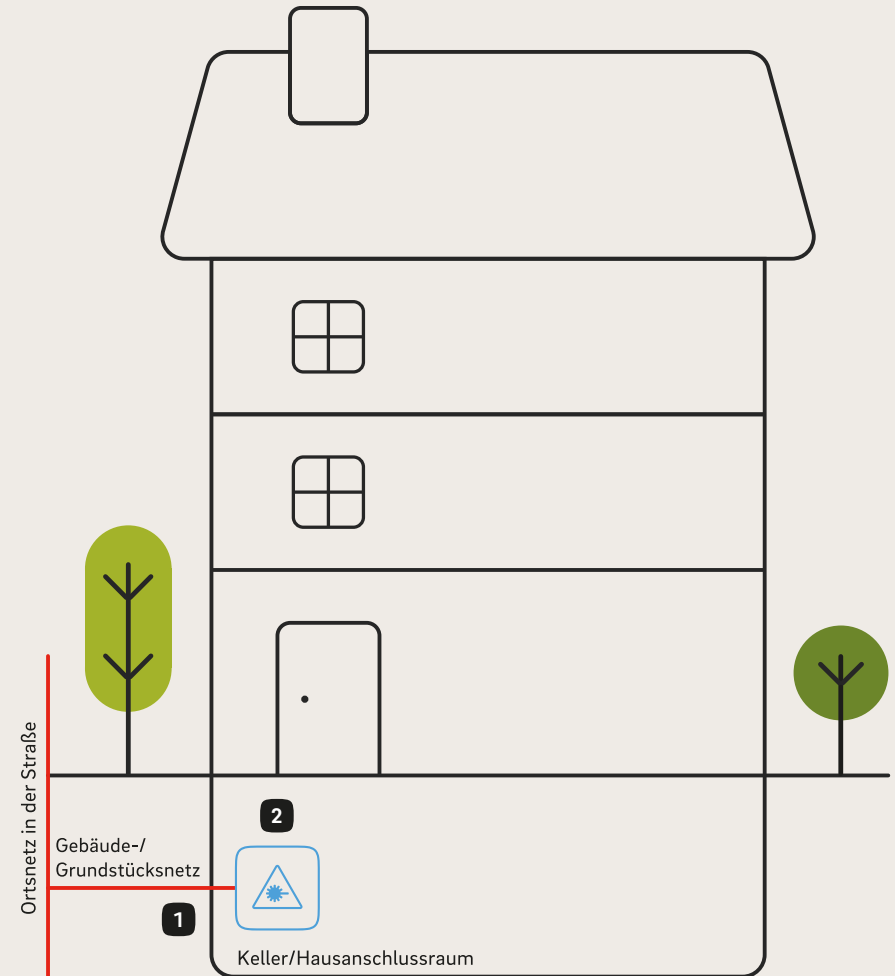 Ortsnetz in der Straße
2
Gebäude-/
Grundstücksnetz
1
Keller/Hausanschlussraum